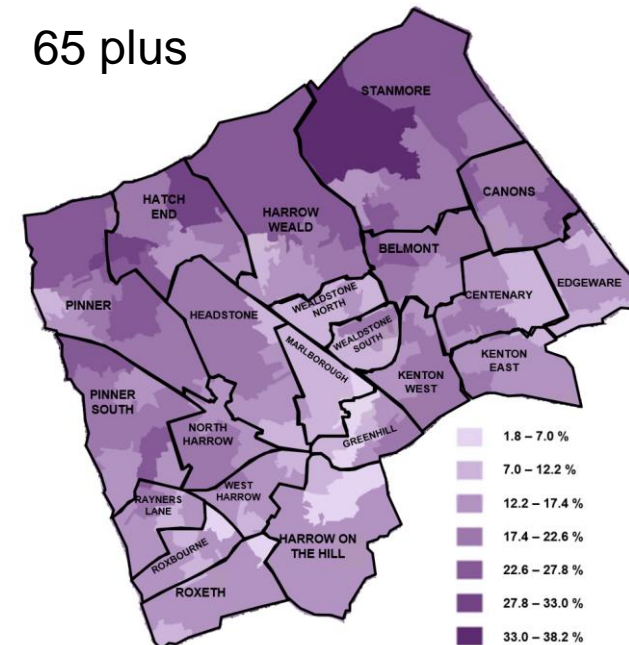 65 plus
STANMORE
HATCH
END
CANONS
HARROW
WEALD
BELMONT
PINNER
HEADSTONE
WEALDSTONE
NORTH
CENTENARY
EDGEWARE
WEALDSTONE
SOUTH
MARLBOROUGH
KENTON
EAST
KENTON
WEST
PINNER
SOUTH
NORTH
HARROW
GREENHILL
WEST
HARROW
RAYNERS
LANE
HARROW ON
THE HILL
ROXBOURNE
ROXETH
1.8 – 7.0 %
7.0 – 12.2 %
12.2 – 17.4 %
17.4 – 22.6 %
22.6 – 27.8 %
27.8 – 33.0 %
33.0 – 38.2 %